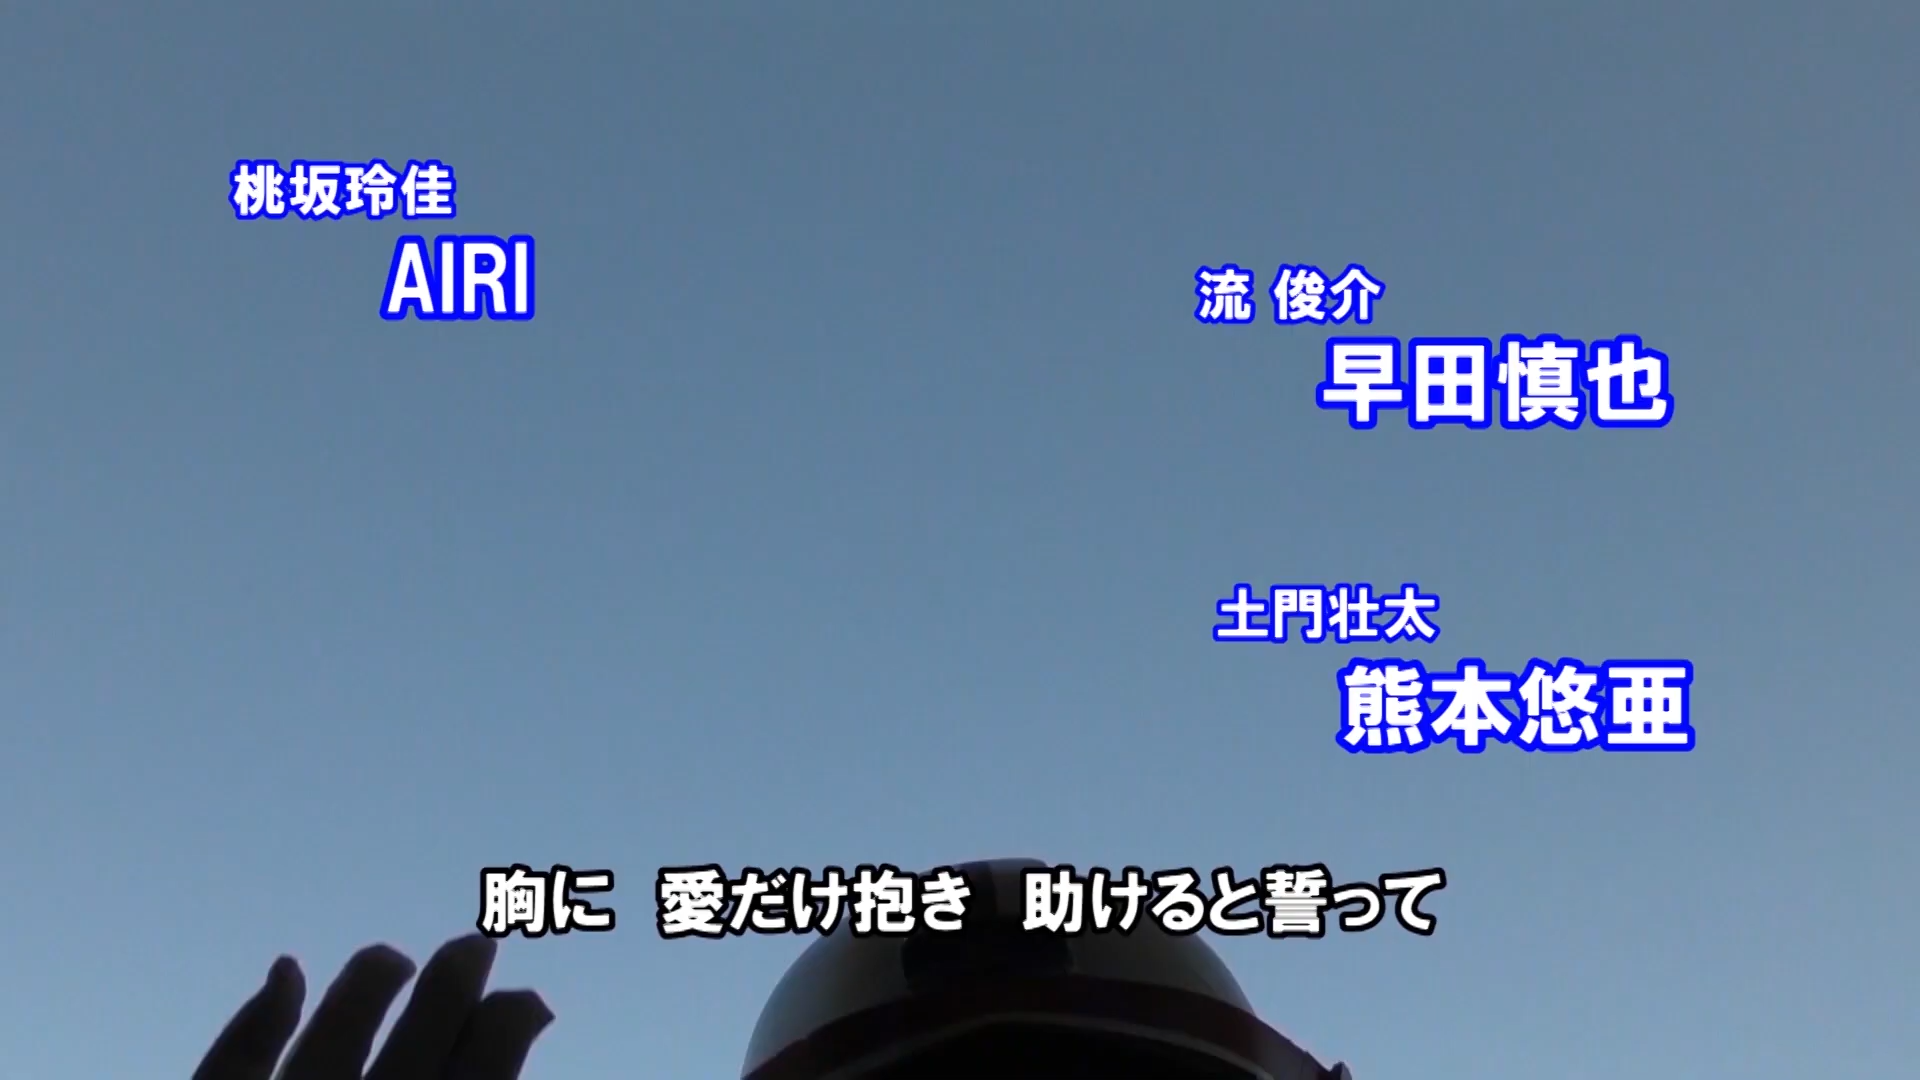 桃坂玲佳
AIRI
流 俊介
早田慎也
土門壮太
熊本悠亜
胸に 愛だけ抱き 助けると誓って